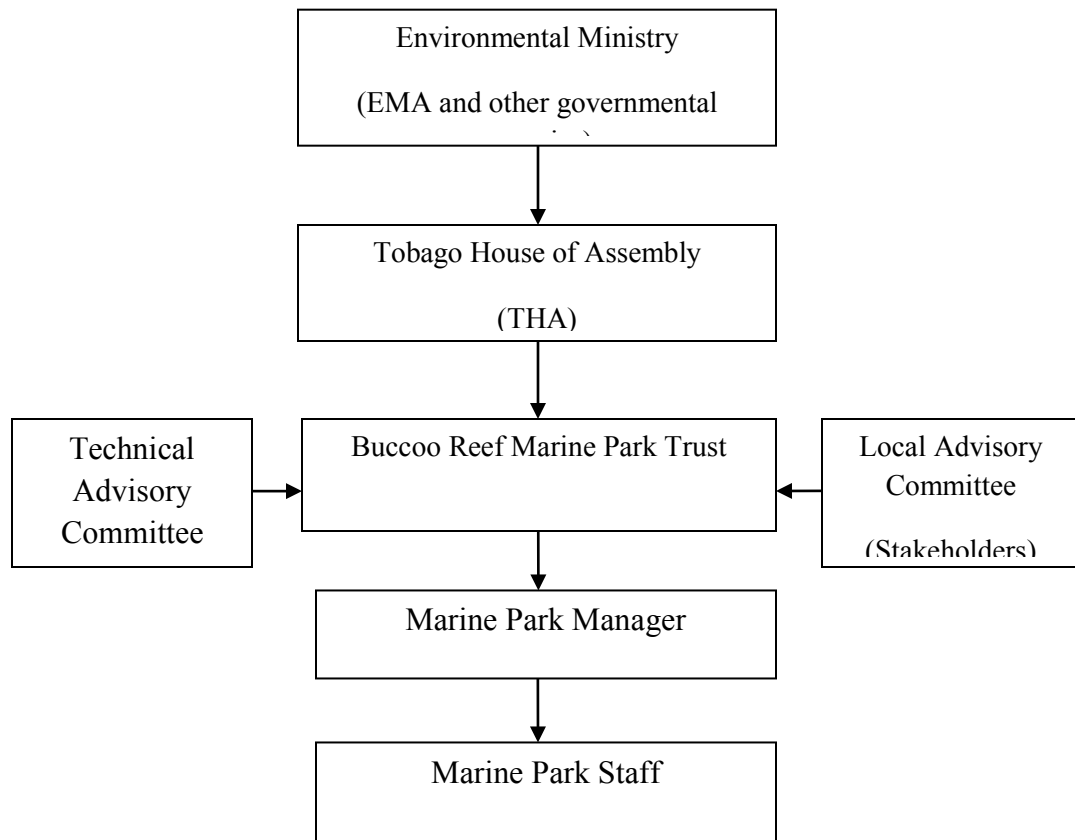 Environmental Ministry
(EMA and other governmental
Tobago House of Assembly
(THA)
Technical
Advisory
Committee
Buccoo Reef Marine Park Trust
Local Advisory
Committee
(Stakeholders)
Marine Park Manager
Marine Park Staff